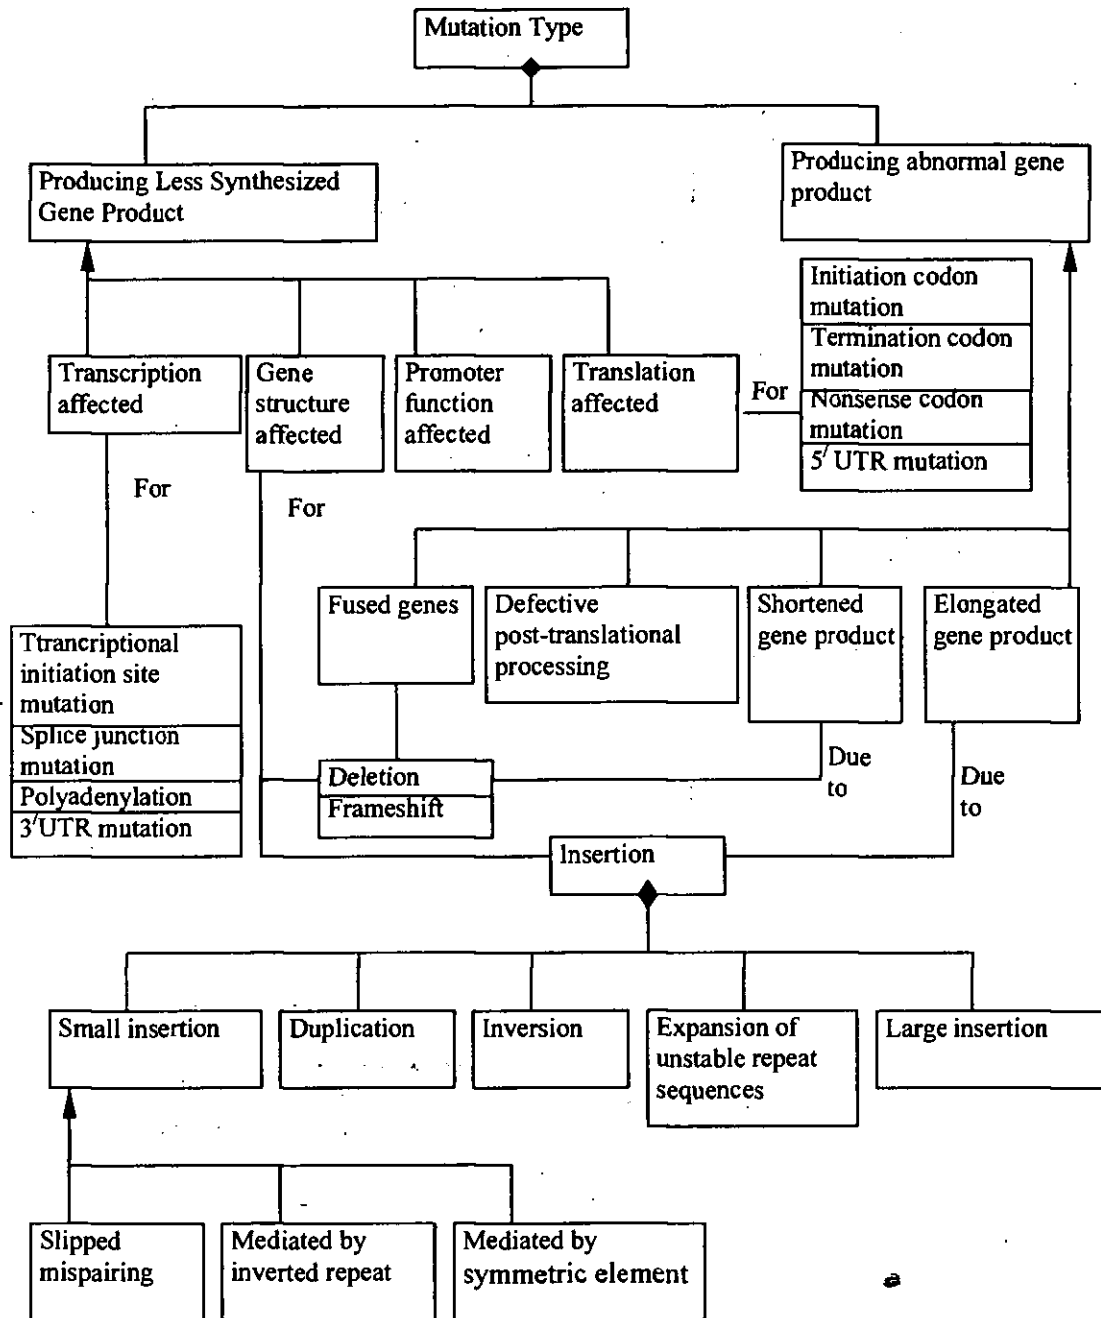 Mutation Type
Producing Less Synthesized
Gene Product
Producing abnormal gene
product
Transcription
affected
Gene
structure
affected
Promoter
function
affected
Translation
affected
For
Initiation codon
mutation
Termination codon
mutation
Nonsense codon
mutation
5/ UTR mutation
For
For
Fused genes
Defective
post-translational
processing
Shortened
gene product
Elongated
gene product
Ttrancriptional
initiation site
mutation
Splice junction
mutation
Polyadenylation
3/UTR mutation
Deletion
Frameshift
Due
to
Due
to
Insertion
Small insertion
Duplication
Inversion
Expansion of
unstable repeat
sequences
Large insertion
Slipped
mispairing
Mediated by
inverted repeat
Mediated by
symmetric element